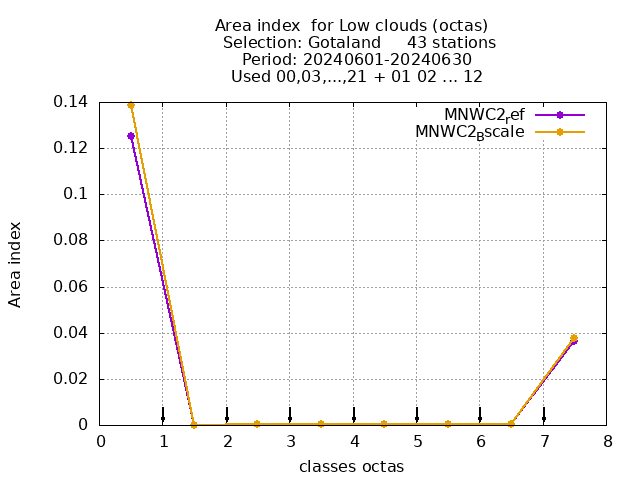 Area index  for Low clouds (octas)
Selection: Gotaland     43 stations
Period: 20240601-20240630
Used 00,03,...,21 + 01 02 ... 12
MNWC2ref
MNWC2Bscale
0.14
0.12
0.1
0.08
0.06
0.04
0.02
0
Area index
0 1 2 3 4 5 6 7 8
classes octas